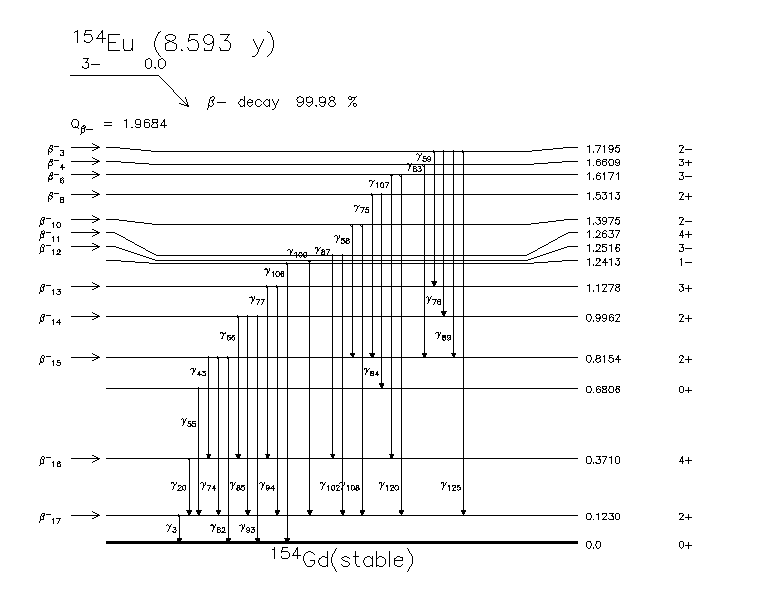 ¹⁵⁴Eu (8.593 y)
3- 0.0
β- decay 99.98 %
Qβ- = 1.9684
β-3 γ59 1.7195 2-
β-4 γ63 1.6609 3+
β-6 γ107 1.6171 3-
β-8 γ75 1.5313 2+
β-10 γ58 1.3975 2-
β-11 1.2637 4+
β-12 γ100 γ87 1.2516 3-
γ106 1.2413 1-
β-13 γ77 γ76 1.1278 3+
β-14 γ66 γ89 0.9962 2+
β-15 γ43 γ84 0.8154 2+
γ55 0.6806 0+
β-16 0.3710 4+
γ20 γ74 γ85 γ94 γ102 γ108 γ120 γ125
β-17 0.1230 2+
γ3 γ62 γ93
0.0 0+
¹⁵⁴Gd(stable)